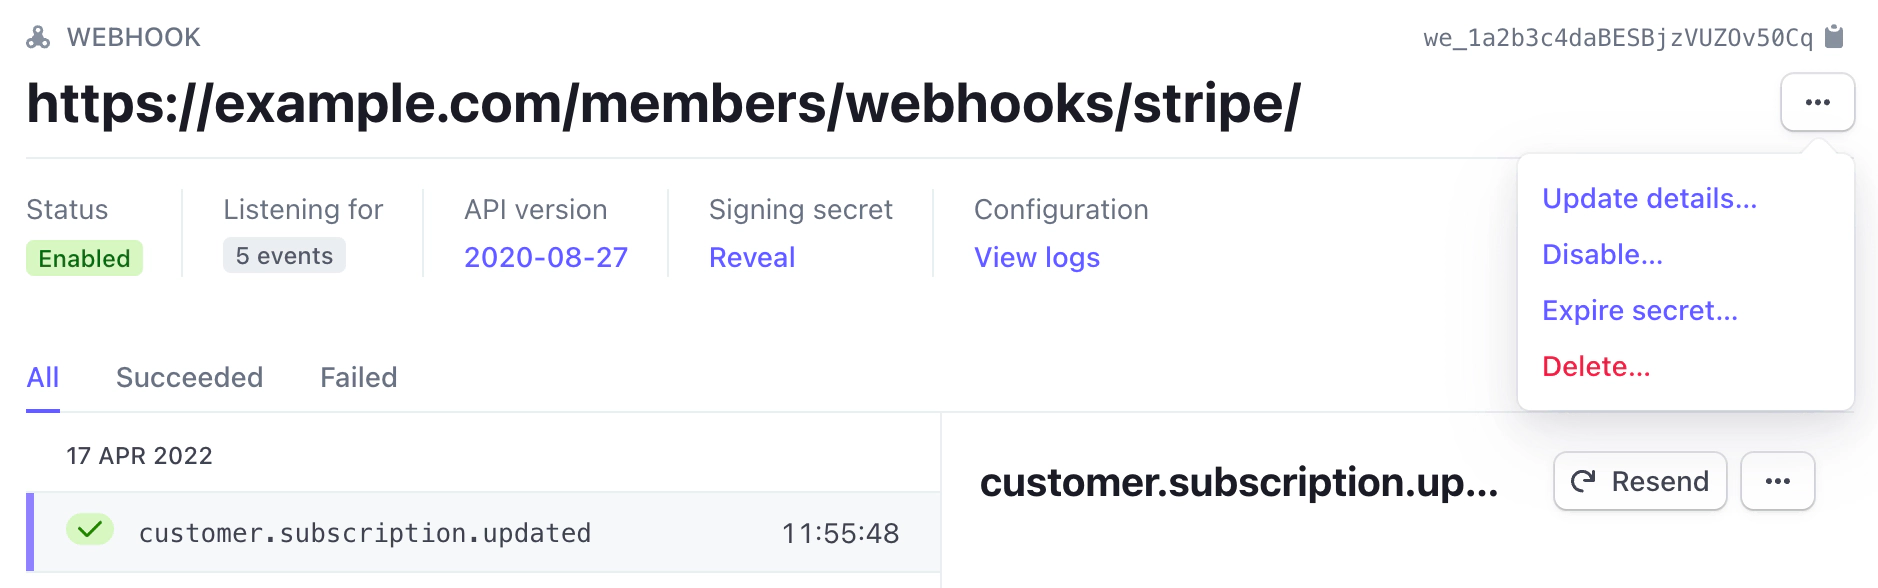 WEBHOOK
we_1a2b3c4daBESBjzVUZOv50Cq
https://example.com/members/webhooks/stripe/
Status
Enabled
Listening for
5 events
API version
2020-08-27
Signing secret
Reveal
Configuration
View logs
Update details...
Disable...
Expire secret...
Delete...
All Succeeded Failed
17 APR 2022
customer.subscription.updated 11:55:48
customer.subscription.up... Resend